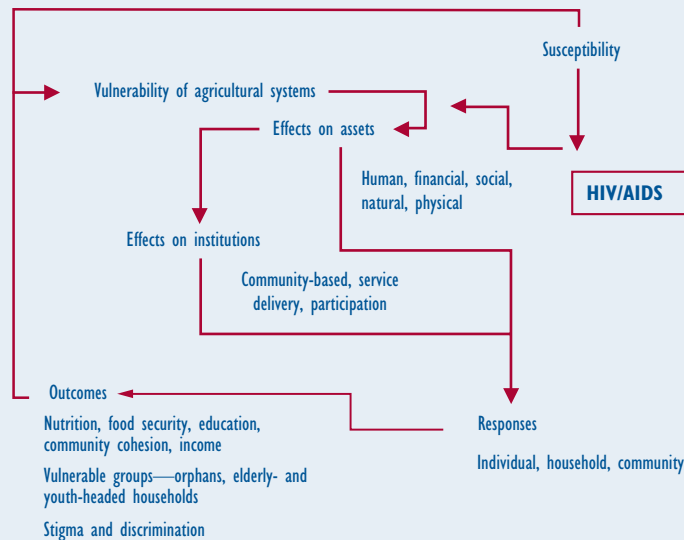 Susceptibility
Vulnerability of agricultural systems
Effects on assets
Human, financial, social,
natural, physical
HIV/AIDS
Effects on institutions
Community-based, service
delivery, participation
Outcomes
Nutrition, food security, education,
community cohesion, income
Vulnerable groups—orphans, elderly- and
youth-headed households
Stigma and discrimination
Responses
Individual, household, community